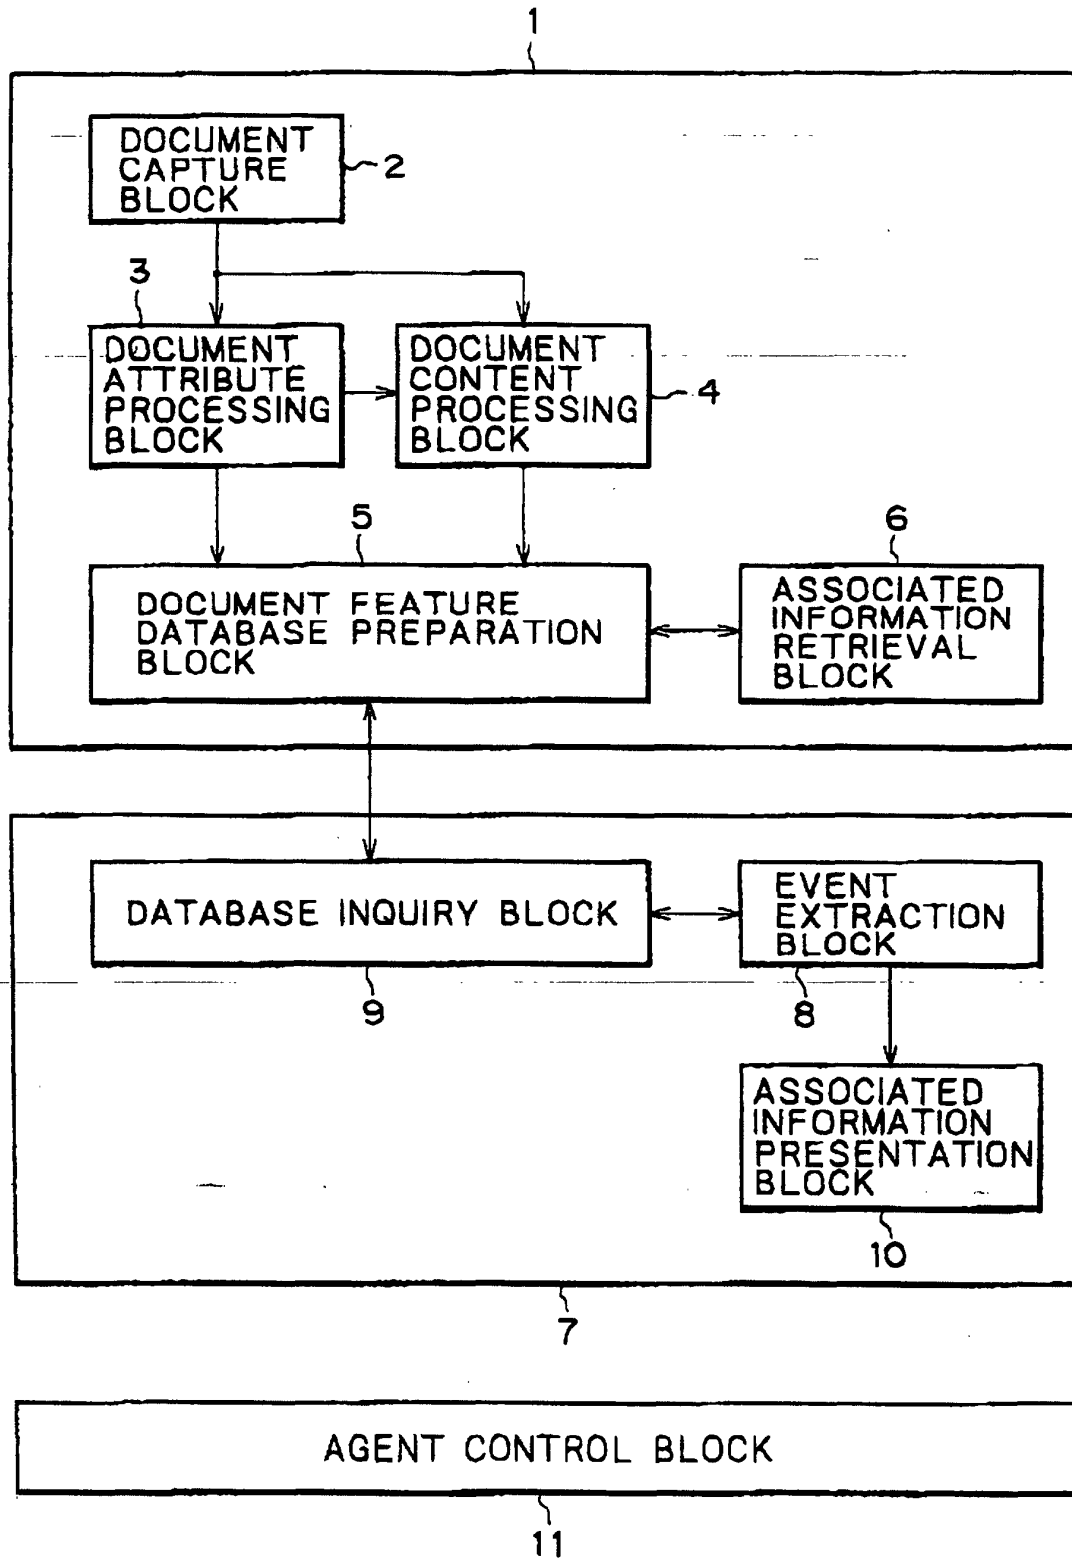 1
DOCUMENT
CAPTURE
BLOCK
2
3
DOCUMENT
ATTRIBUTE
PROCESSING
BLOCK
DOCUMENT
CONTENT
PROCESSING
BLOCK
4
5
DOCUMENT FEATURE
DATABASE PREPARATION
BLOCK
6
ASSOCIATED
INFORMATION
RETRIEVAL
BLOCK
DATABASE INQUIRY BLOCK
9
EVENT
EXTRACTION
BLOCK
8
ASSOCIATED
INFORMATION
PRESENTATION
BLOCK
10
7
AGENT CONTROL BLOCK
11